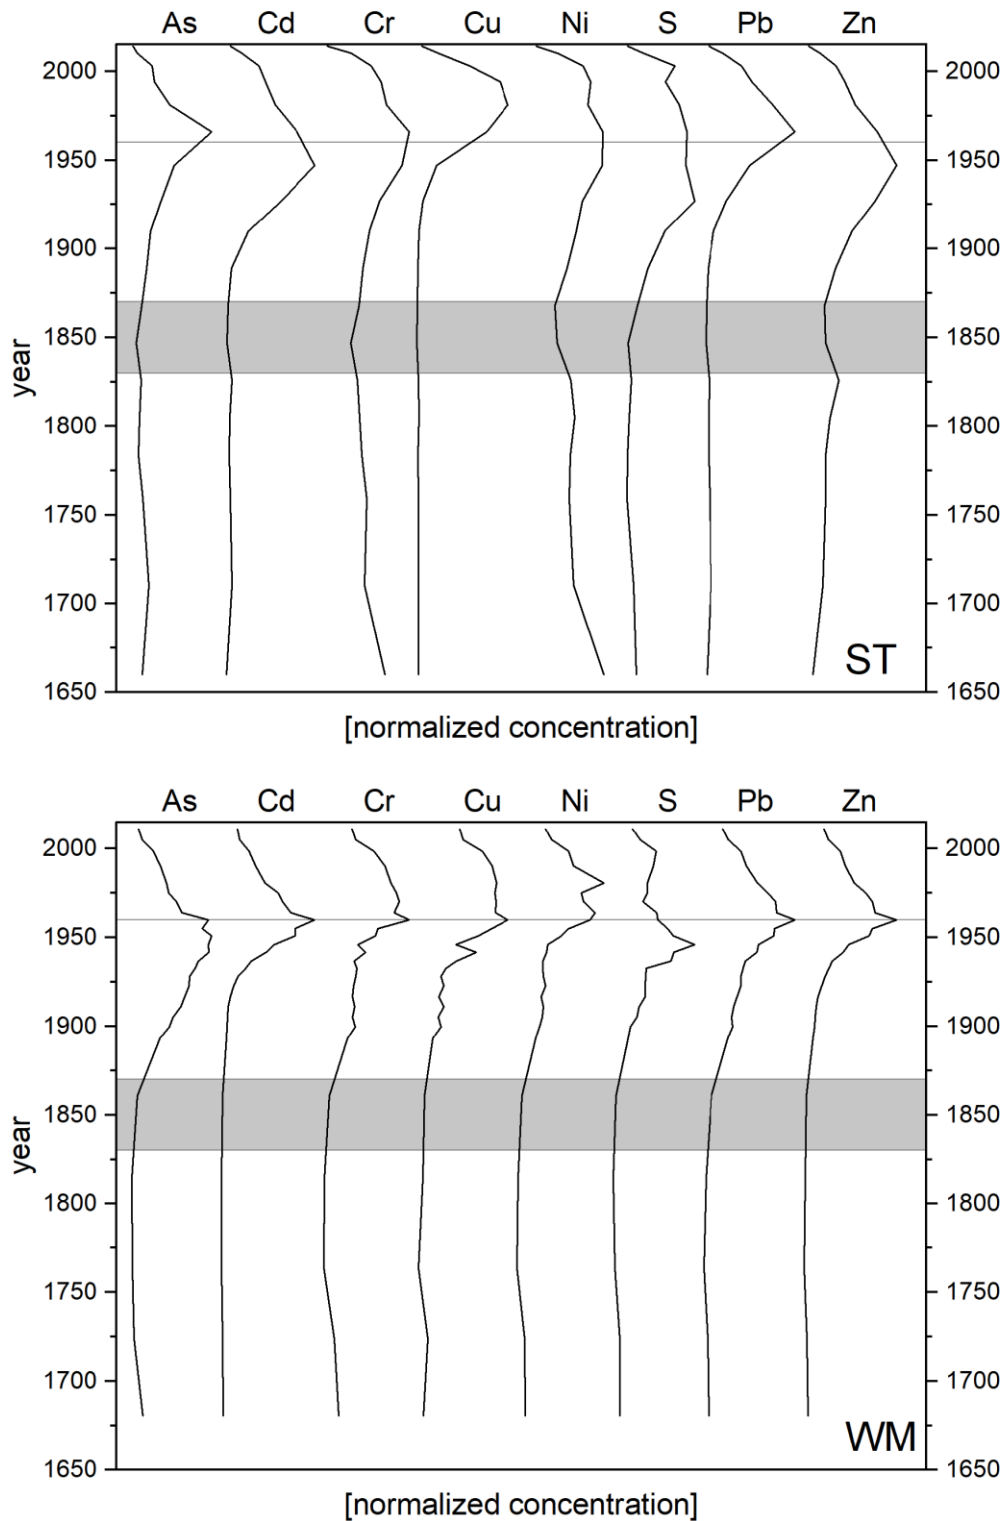 As Cd Cr Cu Ni S Pb Zn
2000 2000
1950 1950
1900 1900
1850 1850
year
1800 1800
1750 1750
1700 1700
ST
1650 1650
[normalized concentration]
As Cd Cr Cu Ni S Pb Zn
2000 2000
1950 1950
1900 1900
1850 1850
year
1800 1800
1750 1750
1700 1700
WM
1650 1650
[normalized concentration]